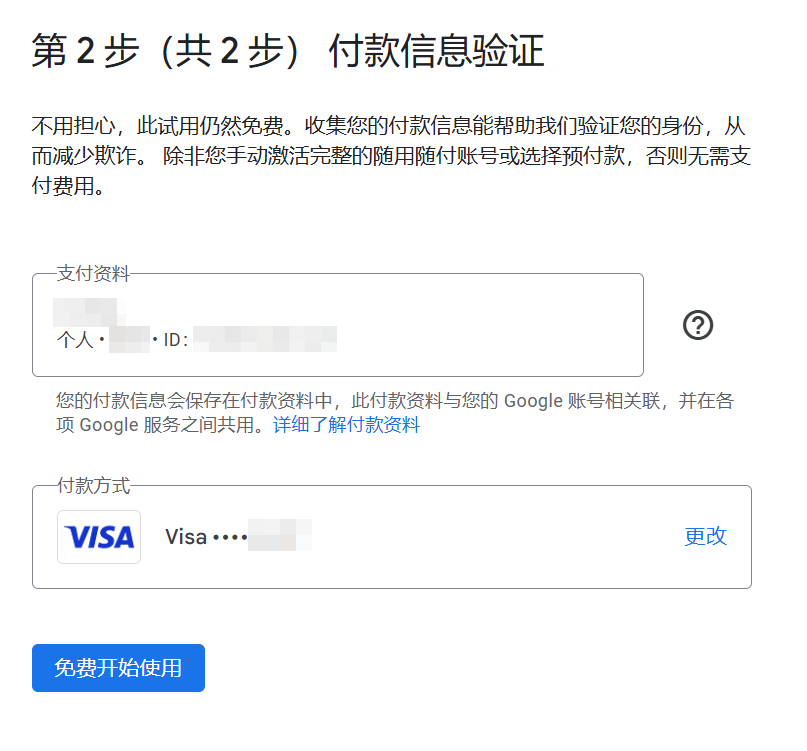 第 2 步（共 2 步） 付款信息验证
不用担心，此试用仍然免费。收集您的付款信息能帮助我们验证您的身份，从
而减少欺诈。 除非您手动激活完整的随用随付账号或选择预付款，否则无需支
付费用。
支付资料
个人 • • ID：
您的付款信息会保存在付款资料中，此付款资料与您的 Google 账号相关联，并在各
项 Google 服务之间共用。详细了解付款资料
付款方式
VISA Visa •••• 更改
免费开始使用